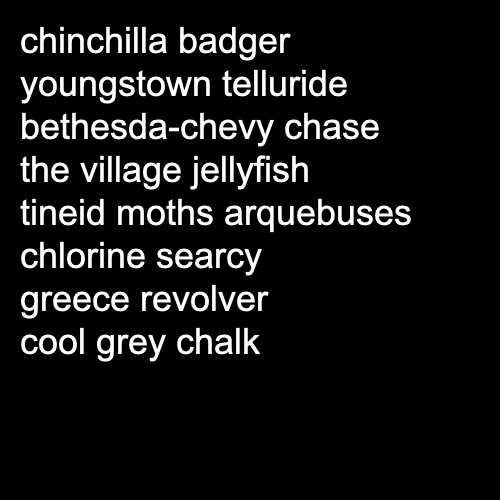 chinchilla badger
youngstown telluride
bethesda-chevy chase
the village jellyfish
tineid moths arquebuses
chlorine searcy
greece revolver
cool grey chalk